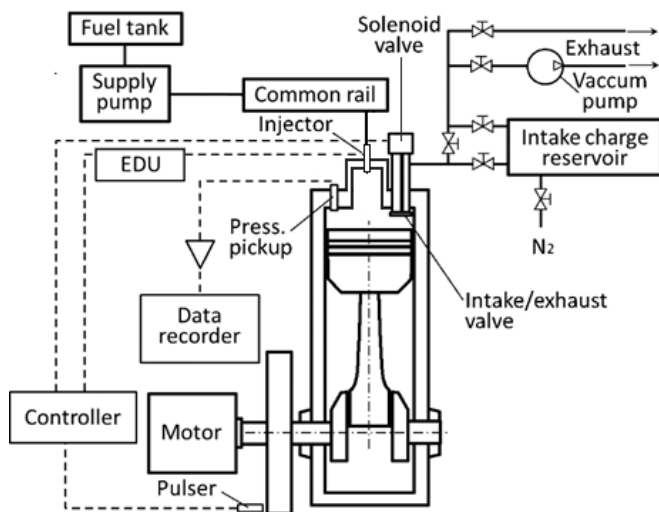 Fuel tank
Solenoid
valve
Supply
pump
Common rail
Exhaust
Vaccum
pump
Injector
Intake charge
reservoir
EDU
Press.
pickup
N2
Intake/exhaust
valve
Data
recorder
Controller
Motor
Pulser